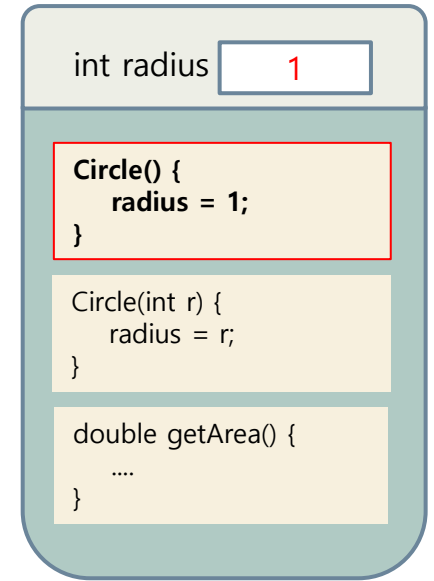 int radius 1
Circle() {
radius = 1;
}
Circle(int r) {
radius = r;
}
double getArea() {
....
}